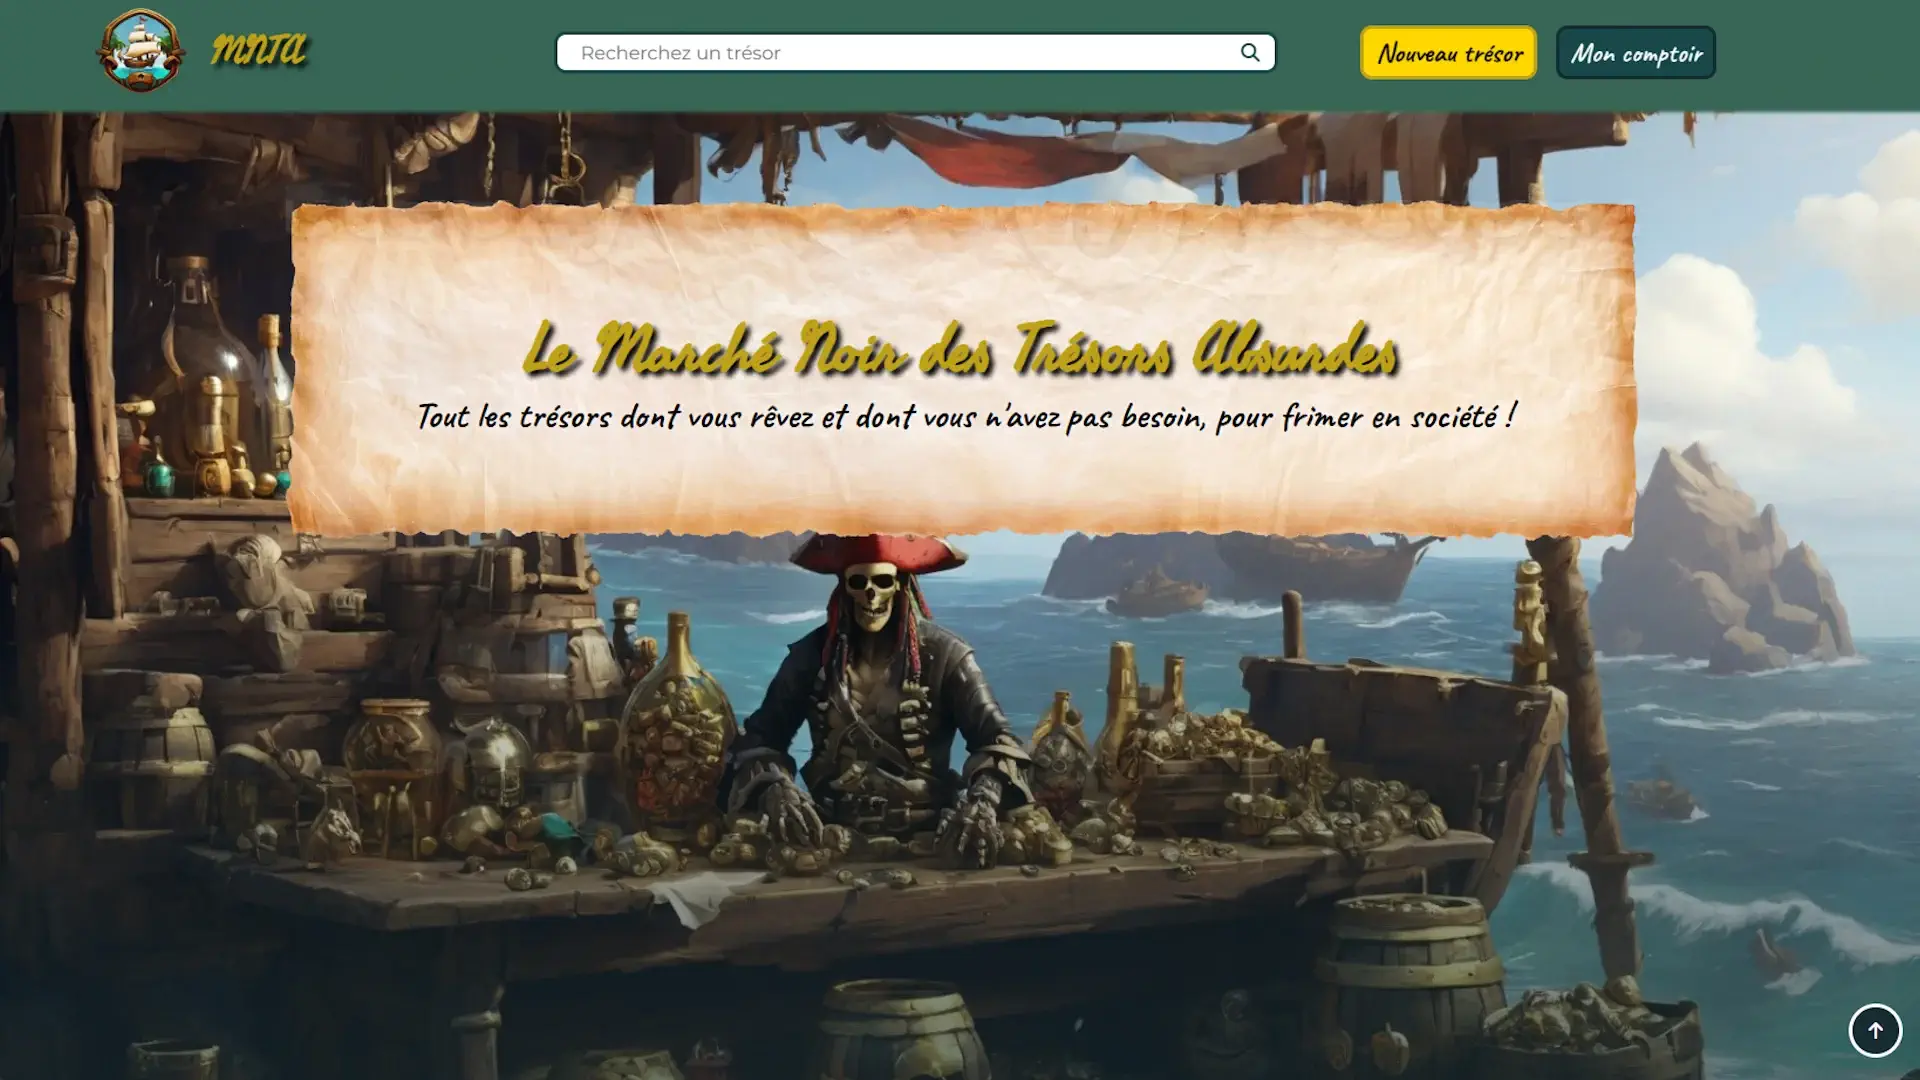 MNTA
Recherchez un trésor
Nouveau trésor
Mon comptoir
Le Marché Noir des Trésors Absurdes
Tout les trésors dont vous rêvez et dont vous n'avez pas besoin, pour frimer en société !